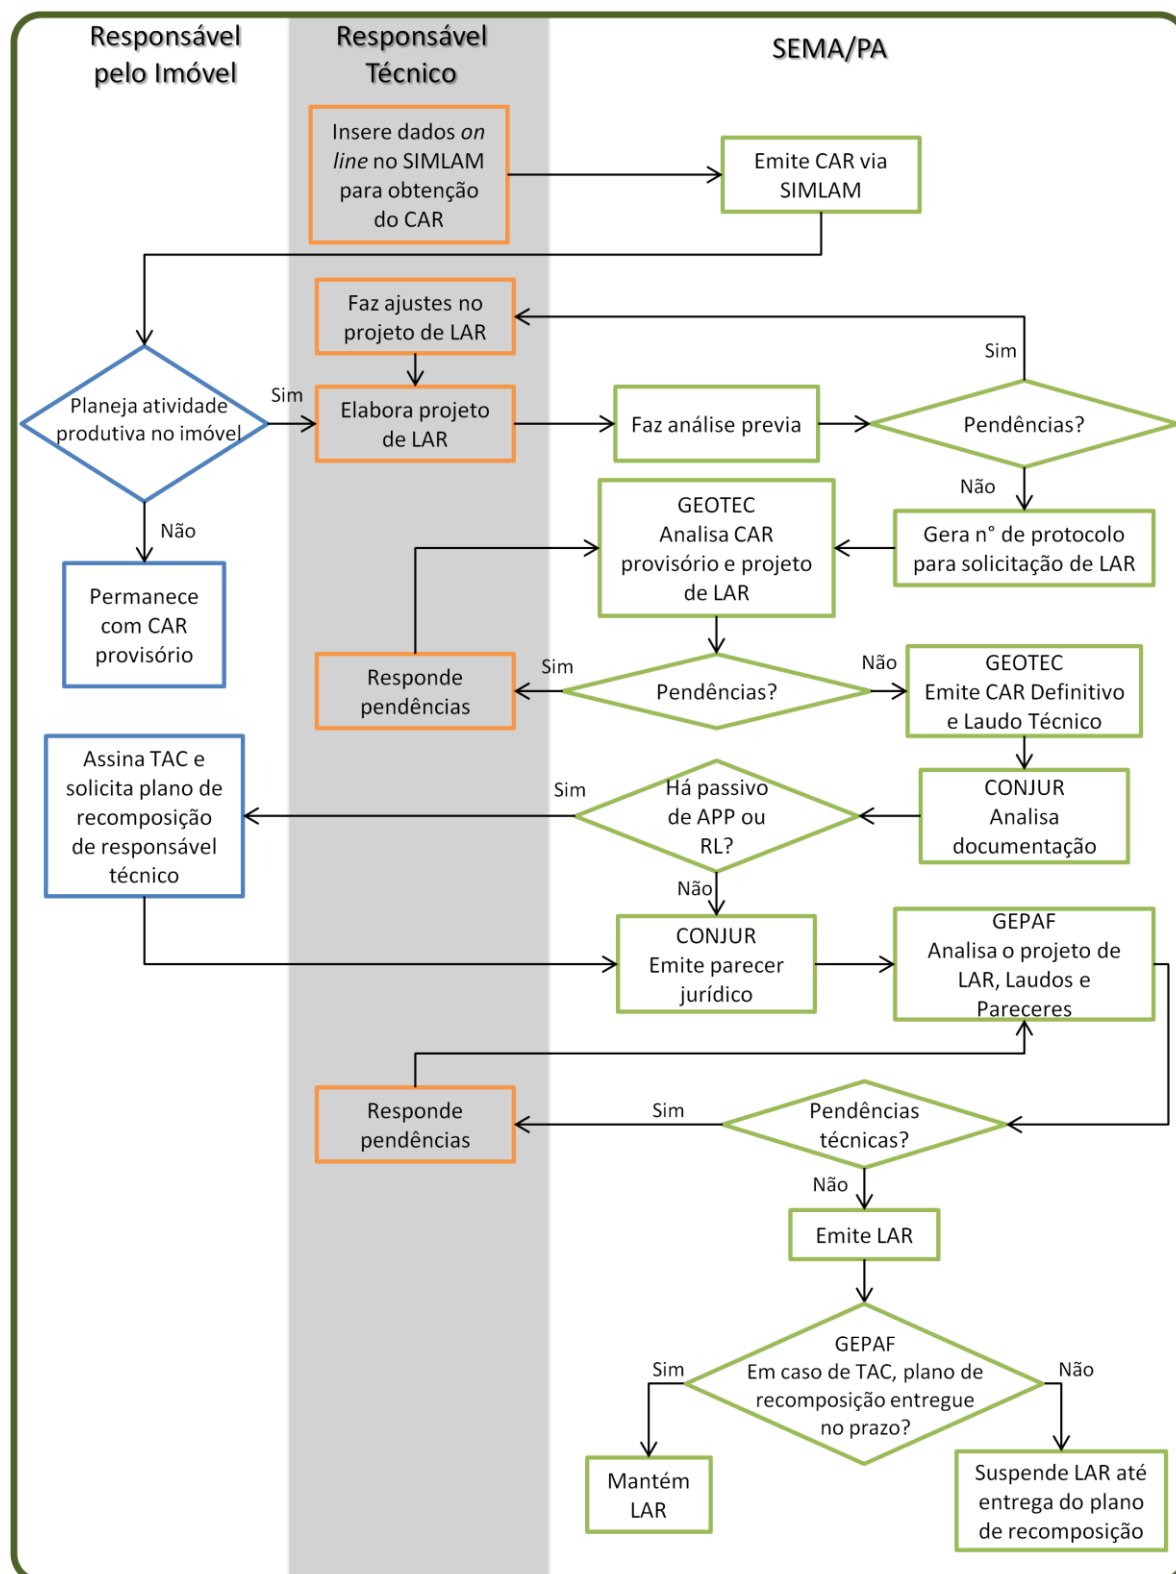 Responsável
pelo Imóvel
Responsável
Técnico
SEMA/PA
Insere dados on
line no SIMLAM
para obtenção
do CAR
Emite CAR via
SIMLAM
Faz ajustes no
projeto de LAR
Sim
Planeja atividade
produtiva no imóvel
Sim
Elabora projeto
de LAR
Faz análise previa
Pendências?
Não
Não
GEOTEC
Analisa CAR
provisório e projeto
de LAR
Gera n° de protocolo
para solicitação de LAR
Permanece
com CAR
provisório
Responde
pendências
Sim
Pendências?
Não
GEOTEC
Emite CAR Definitivo
e Laudo Técnico
Assina TAC e
solicita plano de
recomposição
de responsável
técnico
Sim
Há passivo
de APP ou
RL?
CONJUR
Analisa
documentação
Não
CONJUR
Emite parecer
jurídico
GEPAF
Analisa o projeto de
LAR, Laudos e
Pareceres
Responde
pendências
Sim
Pendências
técnicas?
Não
Emite LAR
Sim
GEPAF
Em caso de TAC, plano de
recomposição entregue
no prazo?
Não
Mantém
LAR
Suspende LAR até
entrega do plano
de recomposição